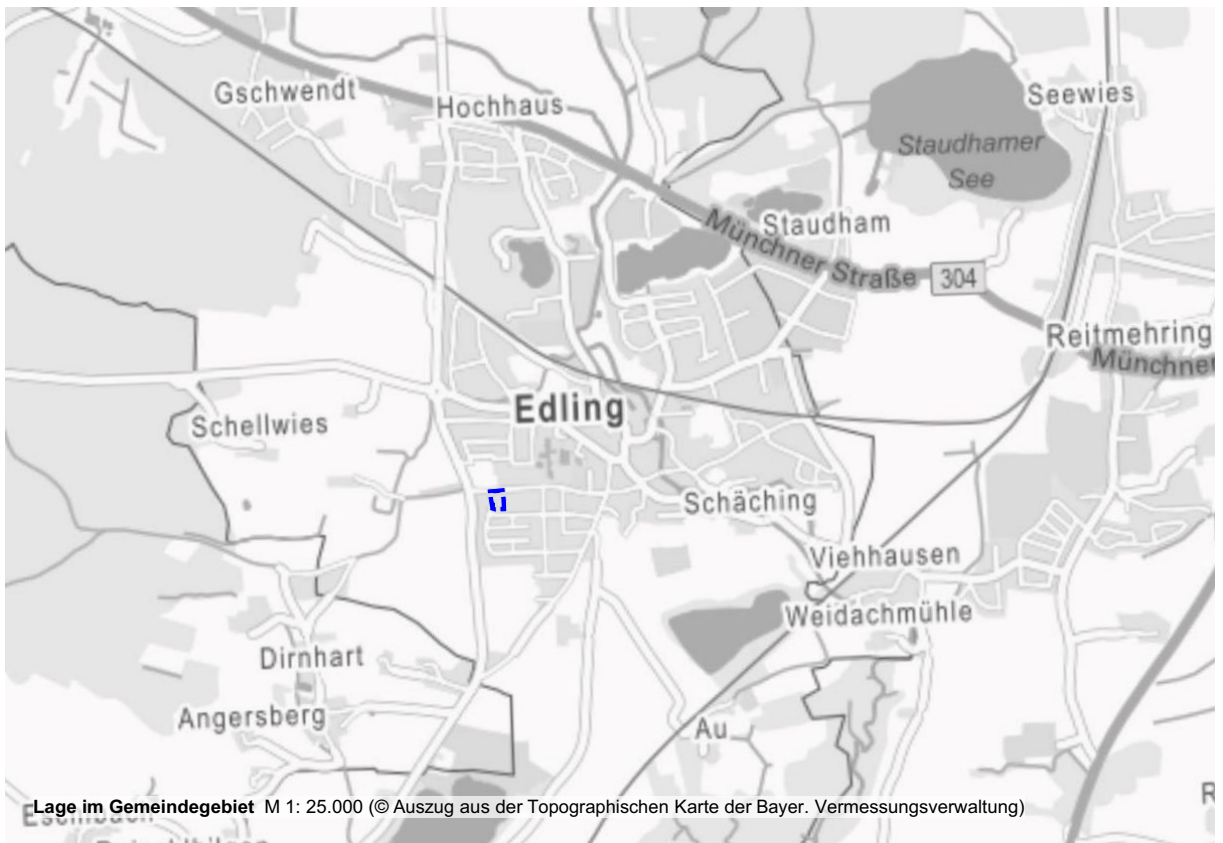 Gschwendt
Hochhaus
Seewies
Staudhamer
See
Staudham
Münchner Straße
304
Reitmehring
Münchner
Edling
Schellwies
Schäching
Viehhausen
Weidachmühle
Dirnhart
Angersberg
Au
Lage im Gemeindegebiet M 1: 25.000 (© Auszug aus der Topographischen Karte der Bayer. Vermessungsverwaltung)